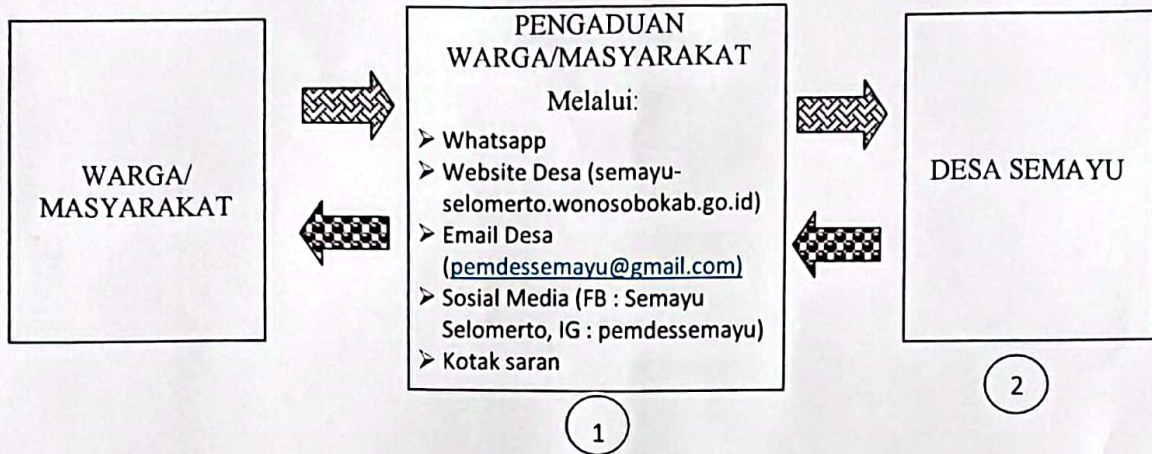 WARGA/
MASYARAKAT
PENGADUAN
WARGA/MASYARAKAT
Melalui:
➢ Whatsapp
➢ Website Desa (semayu-
selomerto.wonosobokab.go.id)
➢ Email Desa
(pemdessemayu@gmail.com)
➢ Sosial Media (FB : Semayu
Selomerto, IG : pemdessemayu)
➢ Kotak saran
1
DESA SEMAYU
2